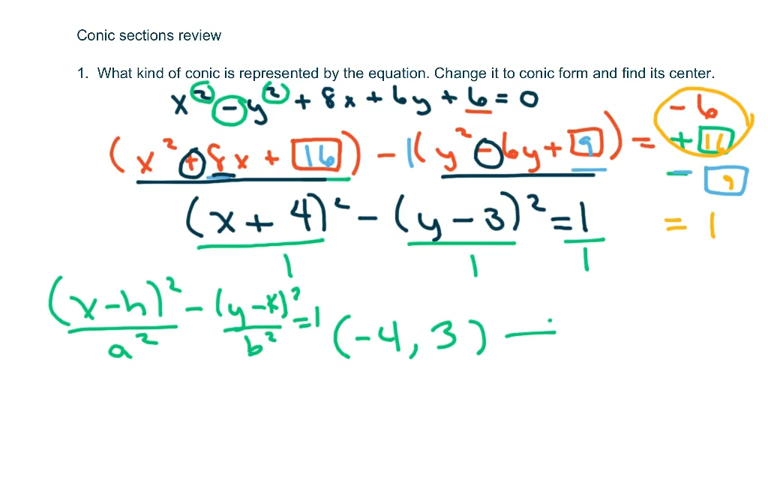 Conic sections review
1. What kind of conic is represented by the equation. Change it to conic form and find its center.
x² - y² + 8x + 6y + 6 = 0
(x² + 8x + 16) - 1(y² - 6y + 9) = -6 + 16 - 9 = 1
(x + 4)²/1 - (y - 3)²/1 = 1/1
(x-h)²/a² - (y-k)²/b² = 1 (-4, 3)